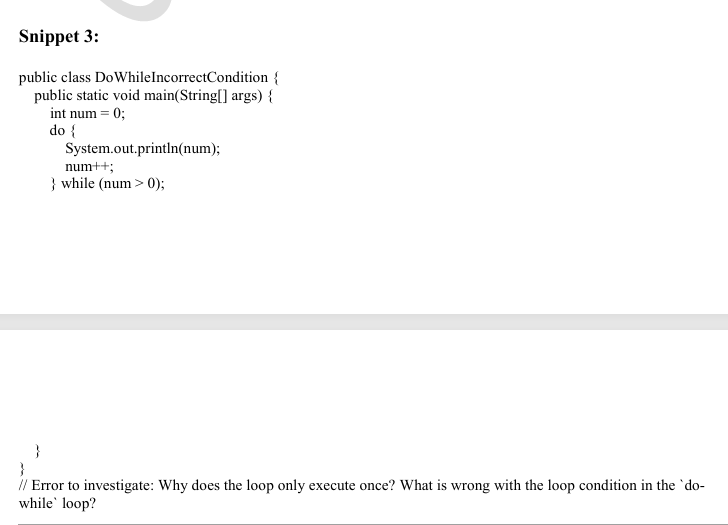 Snippet 3:
public class DoWhileIncorrectCondition {
public static void main(String[] args) {
int num = 0;
do {
System.out.println(num);
num++;
} while (num > 0);
}
}
// Error to investigate: Why does the loop only execute once? What is wrong with the loop condition in the `do-
while` loop?